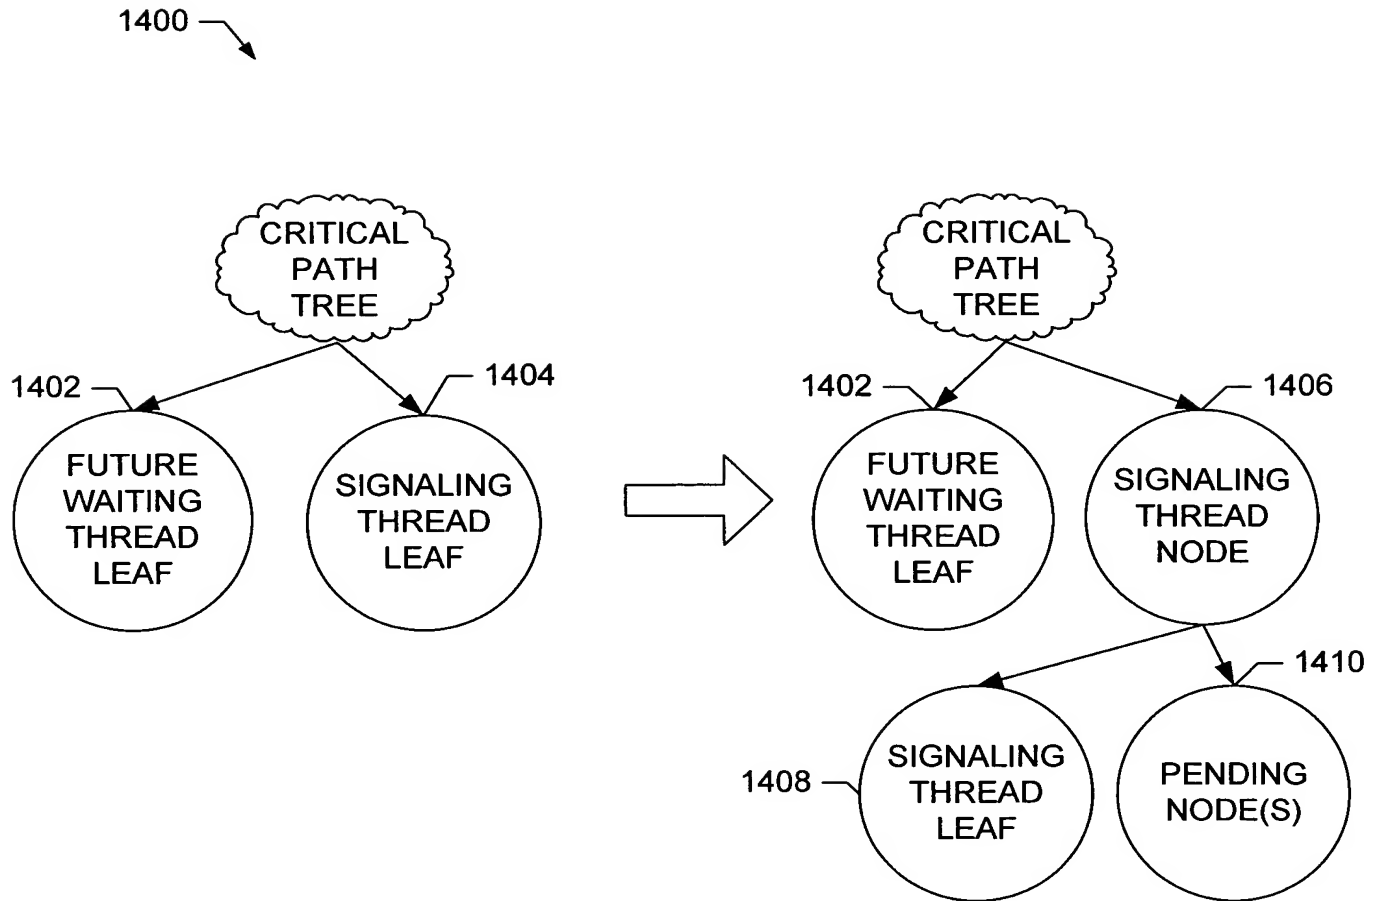 1400
CRITICAL
PATH
TREE
1402
1404
FUTURE
WAITING
THREAD
LEAF
SIGNALING
THREAD
LEAF
CRITICAL
PATH
TREE
1402
1406
FUTURE
WAITING
THREAD
LEAF
SIGNALING
THREAD
NODE
1408
SIGNALING
THREAD
LEAF
1410
PENDING
NODE(S)